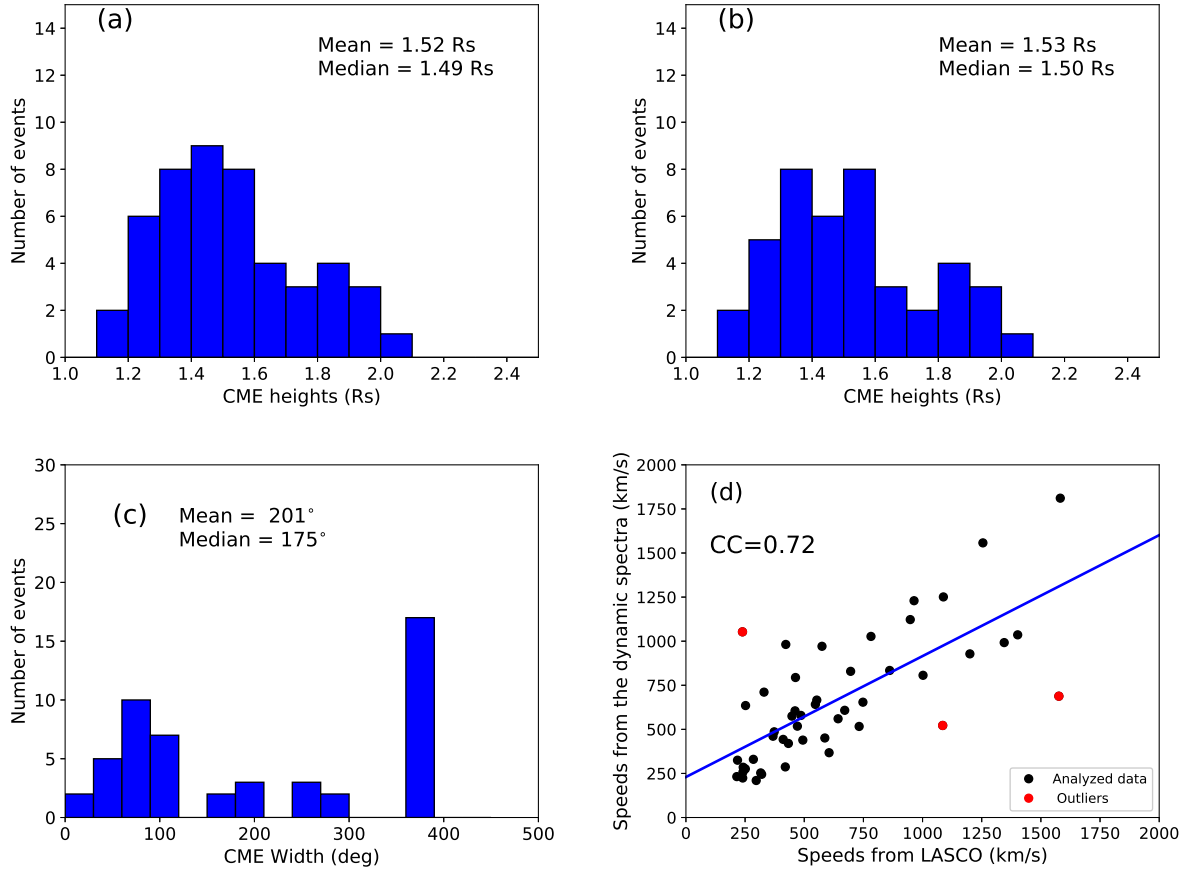 (a)
Mean = 1.52 Rs
Median = 1.49 Rs
Number of events
14
12
10
8
6
4
2
0
1.0 1.2 1.4 1.6 1.8 2.0 2.2 2.4
CME heights (Rs)
(b)
Mean = 1.53 Rs
Median = 1.50 Rs
Number of events
14
12
10
8
6
4
2
0
1.0 1.2 1.4 1.6 1.8 2.0 2.2 2.4
CME heights (Rs)
(c)
Mean = 201°
Median = 175°
Number of events
30
25
20
15
10
5
0
0 100 200 300 400 500
CME Width (deg)
(d)
CC=0.72
Speeds from the dynamic spectra (km/s)
2000
1750
1500
1250
1000
750
500
250
0
Analyzed data
Outliers
0 250 500 750 1000 1250 1500 1750 2000
Speeds from LASCO (km/s)